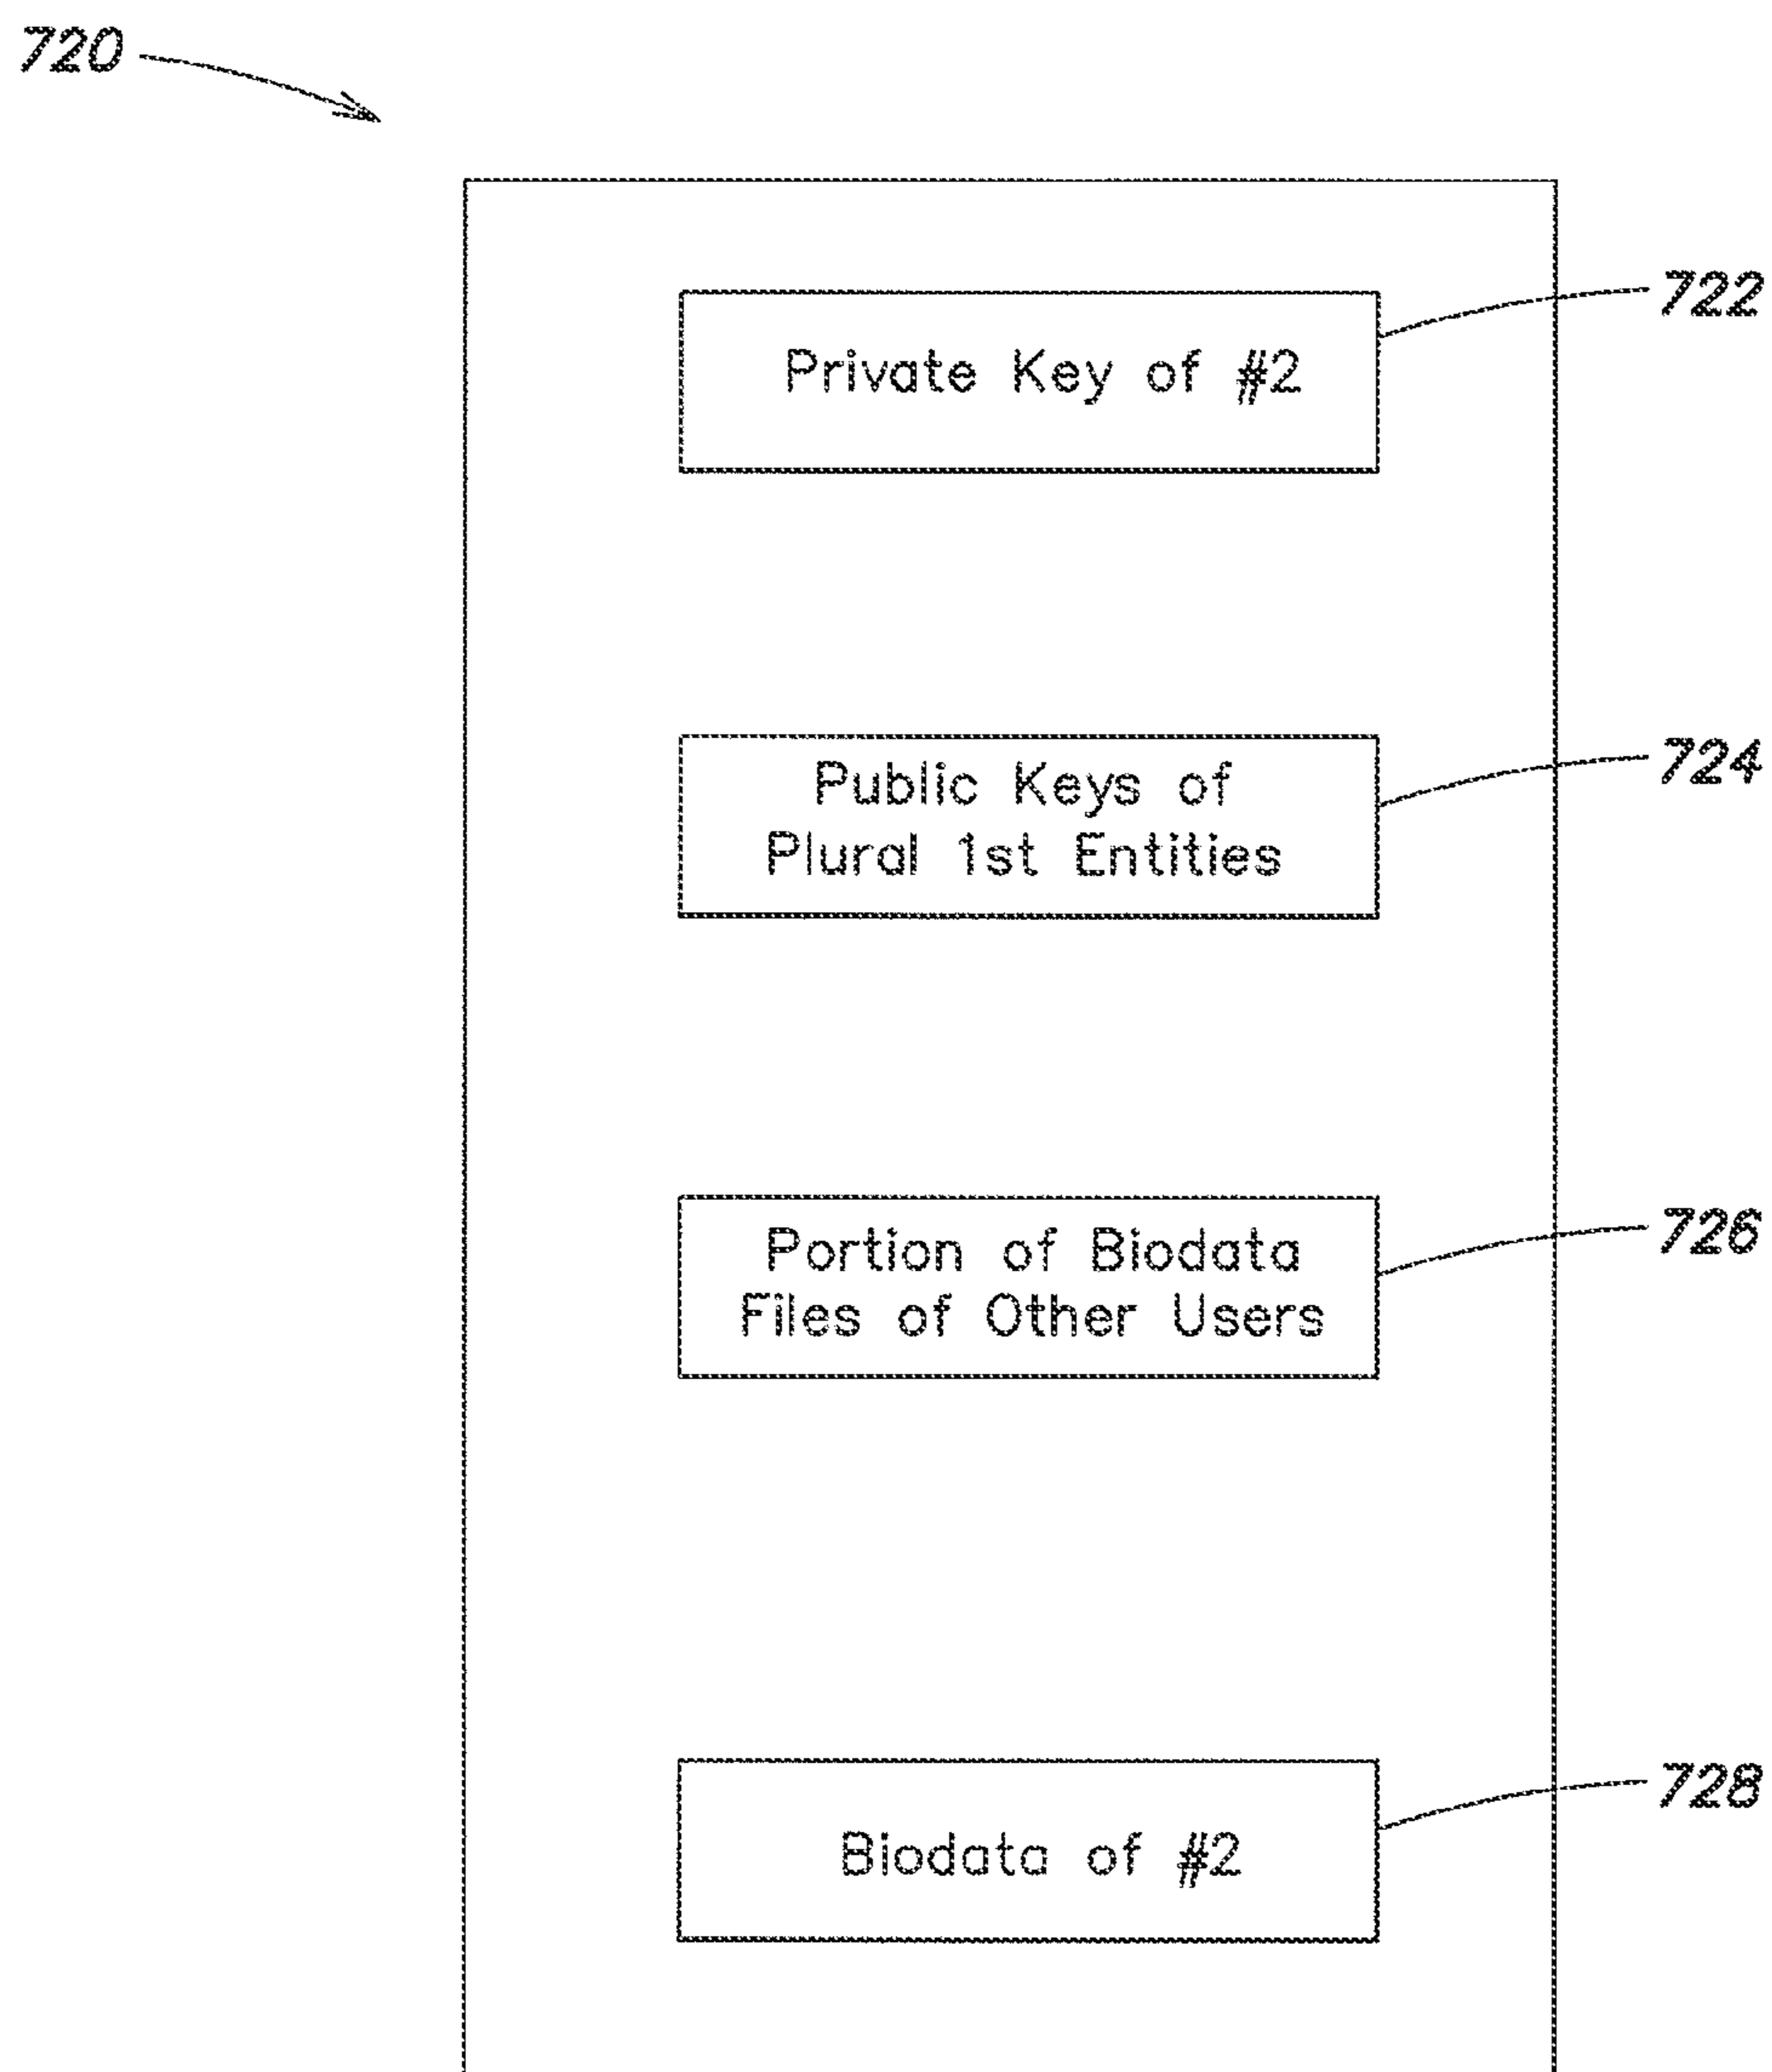 720
722
Private Key of #2
724
Public Keys of
Plural 1st Entities
726
Portion of Biodata
Files of Other Users
728
Biodata of #2